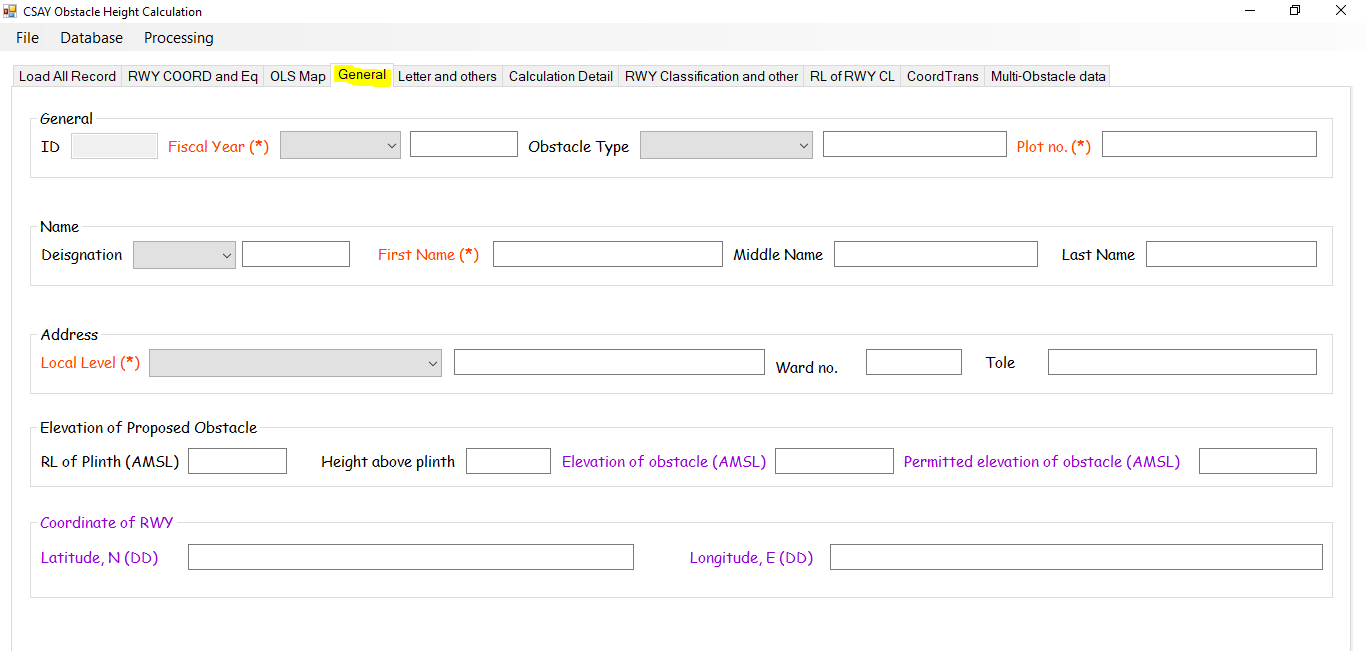 CSAY Obstacle Height Calculation
File Database Processing
Load All Record RWY COORD and Eq OLS Map General Letter and others Calculation Detail RWY Classification and other RL of RWY CL CoordTrans Multi-Obstacle data
General
ID Fiscal Year (*) Obstacle Type Plot no. (*)
Name
Deisgnation First Name (*) Middle Name Last Name
Address
Local Level (*) Ward no. Tole
Elevation of Proposed Obstacle
RL of Plinth (AMSL) Height above plinth Elevation of obstacle (AMSL) Permitted elevation of obstacle (AMSL)
Coordinate of RWY
Latitude, N (DD) Longitude, E (DD)